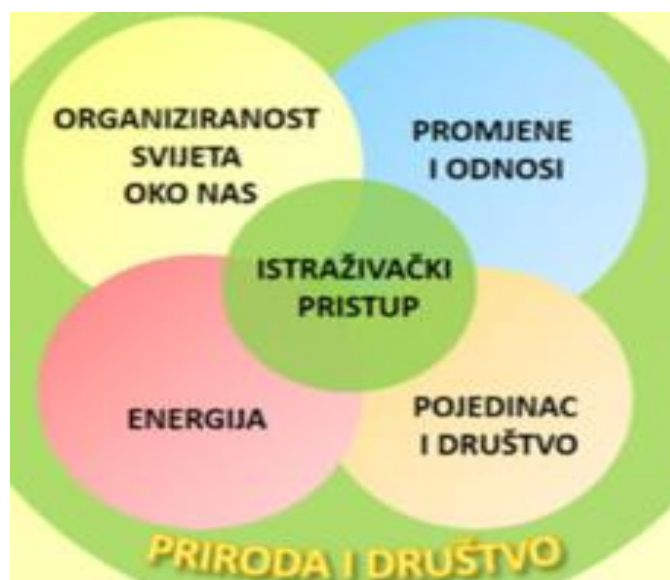 ORGANIZIRANOST
SVIJETA
OKO NAS
PROMJENE
I ODNOSI
ISTRAŽIVAČKI
PRISTUP
ENERGIJA
POJEDINAC
I DRUŠTVO
PRIRODA I DRUŠTVO